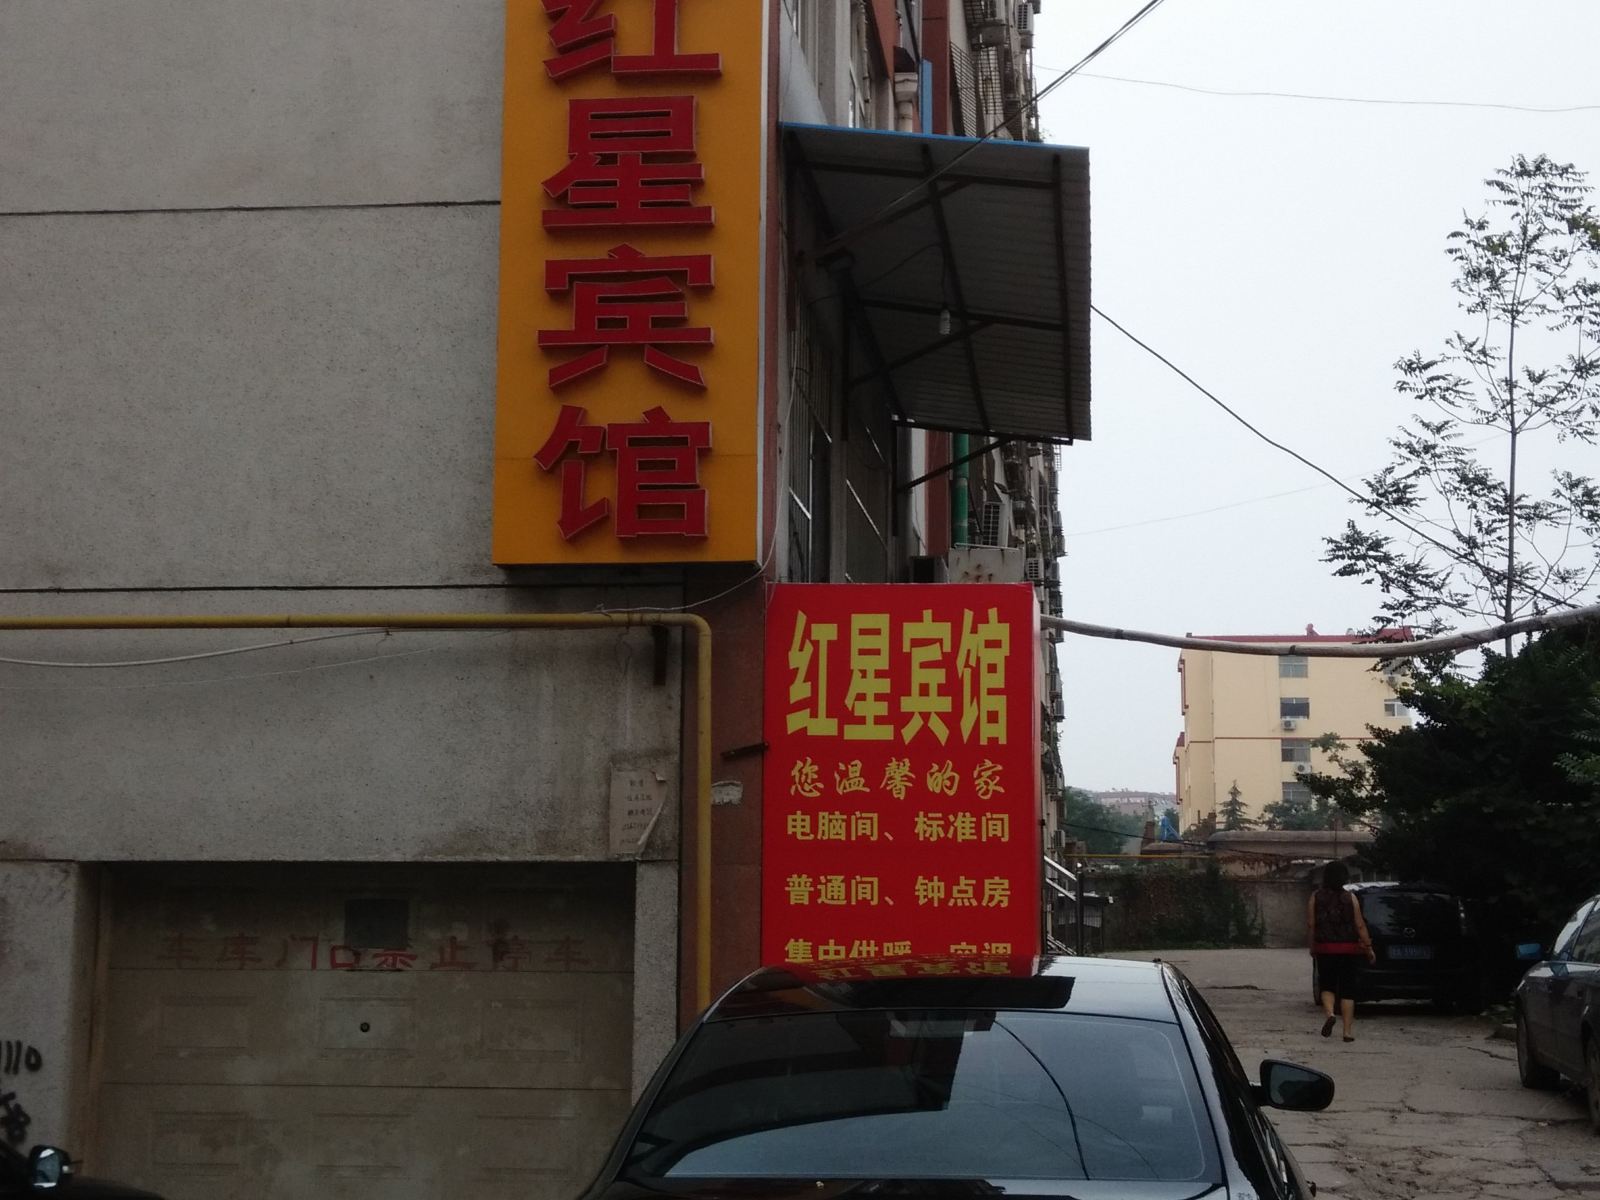 红星宾馆
红星宾馆
您温馨的家
电脑间、标准间
普通间、钟点房
集中供暖 空调
车库门口禁止停车
1110